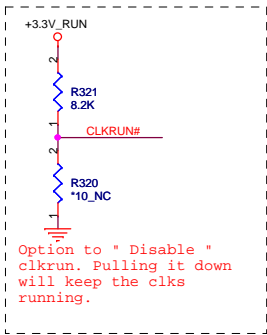 +3.3V_RUN
2
R321
8.2K
1
CLKRUN#
2
R320
*10_NC
1
Option to " Disable "
clkrun. Pulling it down
will keep the clks
running.